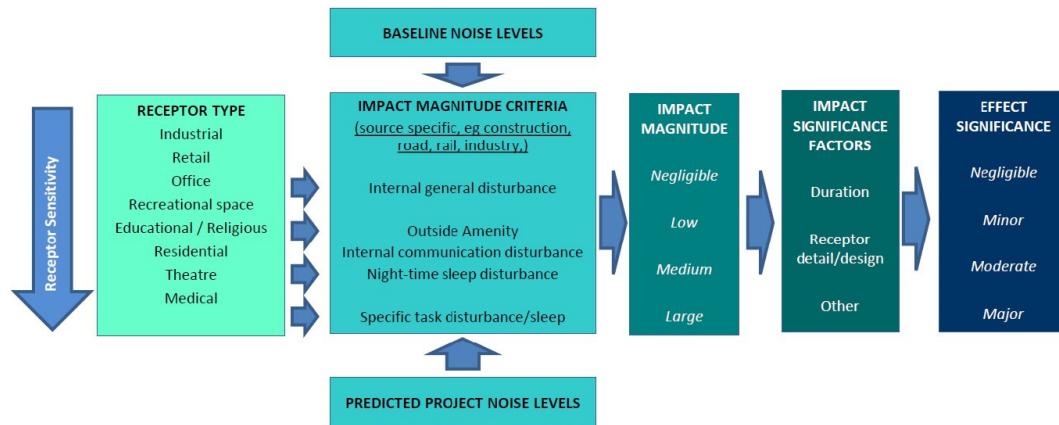 BASELINE NOISE LEVELS
Receptor Sensitivity
RECEPTOR TYPE
Industrial
Retail
Office
Recreational space
Educational / Religious
Residential
Theatre
Medical
IMPACT MAGNITUDE CRITERIA
(source specific, eg construction,
road, rail, industry,)
Internal general disturbance
Outside Amenity
Internal communication disturbance
Night-time sleep disturbance
Specific task disturbance/sleep
IMPACT
MAGNITUDE
Negligible
Low
Medium
Large
IMPACT
SIGNIFICANCE
FACTORS
Duration
Receptor
detail/design
Other
EFFECT
SIGNIFICANCE
Negligible
Minor
Moderate
Major
PREDICTED PROJECT NOISE LEVELS